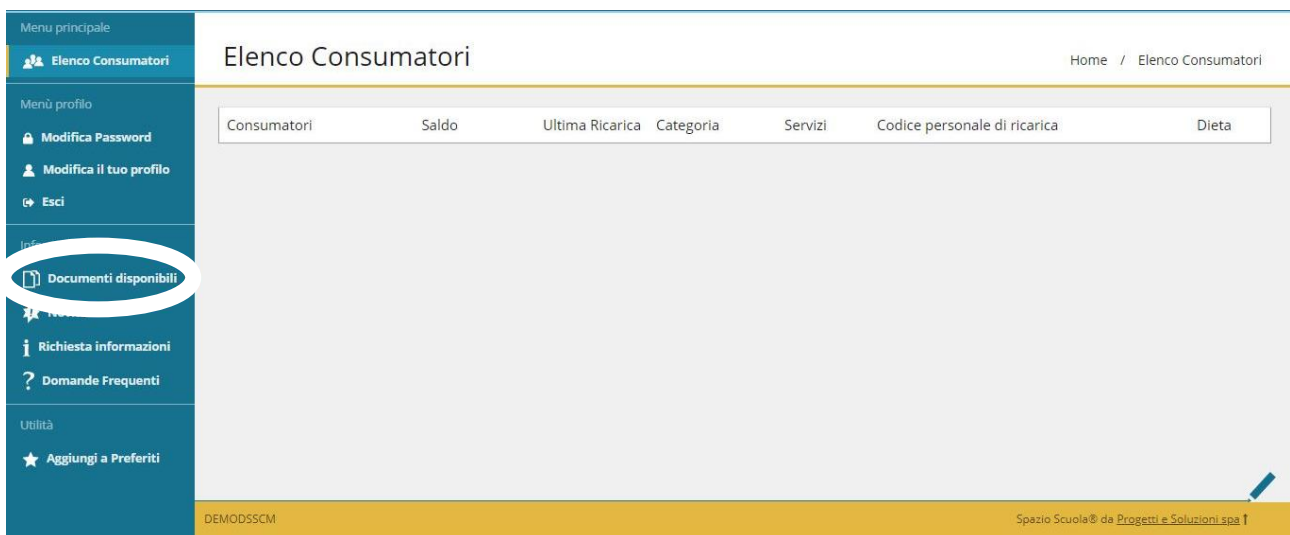 Menu principale
Elenco Consumatori
Menù profilo
Modifica Password
Modifica il tuo profilo
Esci
Documenti disponibili
Richiesta informazioni
Domande Frequenti
Utilità
Aggiungi a Preferiti
Elenco Consumatori
Home / Elenco Consumatori
Consumatori Saldo Ultima Ricarica Categoria Servizi Codice personale di ricarica Dieta
DEMODSSCM
Spazio Scuola® da Progetti e Soluzioni spa